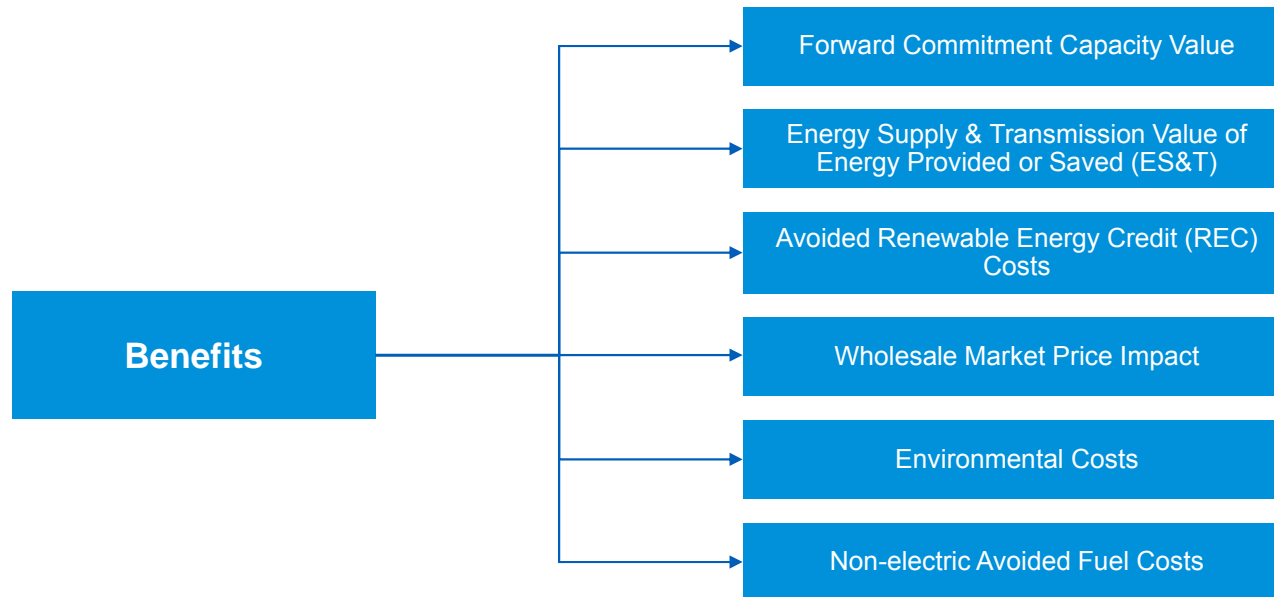 Forward Commitment Capacity Value
Energy Supply & Transmission Value of
Energy Provided or Saved (ES&T)
Avoided Renewable Energy Credit (REC)
Costs
Benefits
Wholesale Market Price Impact
Environmental Costs
Non-electric Avoided Fuel Costs